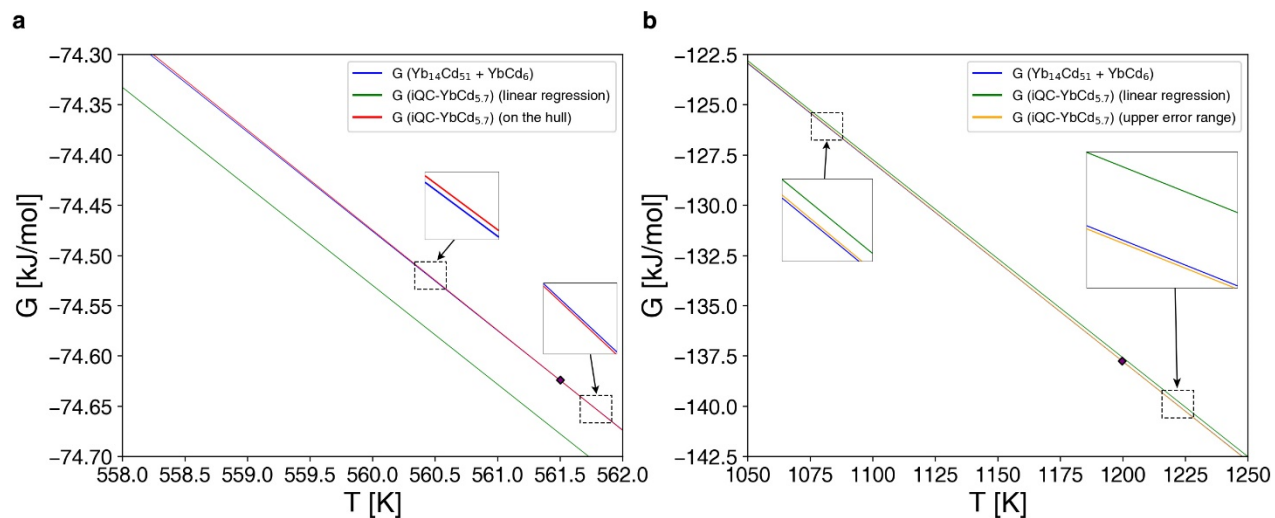 a
G [kJ/mol]
−74.30
−74.35
−74.40
−74.45
−74.50
−74.55
−74.60
−74.65
−74.70
G (Yb₁₄Cd₅₁ + YbCd₆)
G (iQC-YbCd₅.₇) (linear regression)
G (iQC-YbCd₅.₇) (on the hull)
558.0 558.5 559.0 559.5 560.0 560.5 561.0 561.5 562.0
T [K]
b
G [kJ/mol]
−122.5
−125.0
−127.5
−130.0
−132.5
−135.0
−137.5
−140.0
−142.5
G (Yb₁₄Cd₅₁ + YbCd₆)
G (iQC-YbCd₅.₇) (linear regression)
G (iQC-YbCd₅.₇) (upper error range)
1050 1075 1100 1125 1150 1175 1200 1225 1250
T [K]